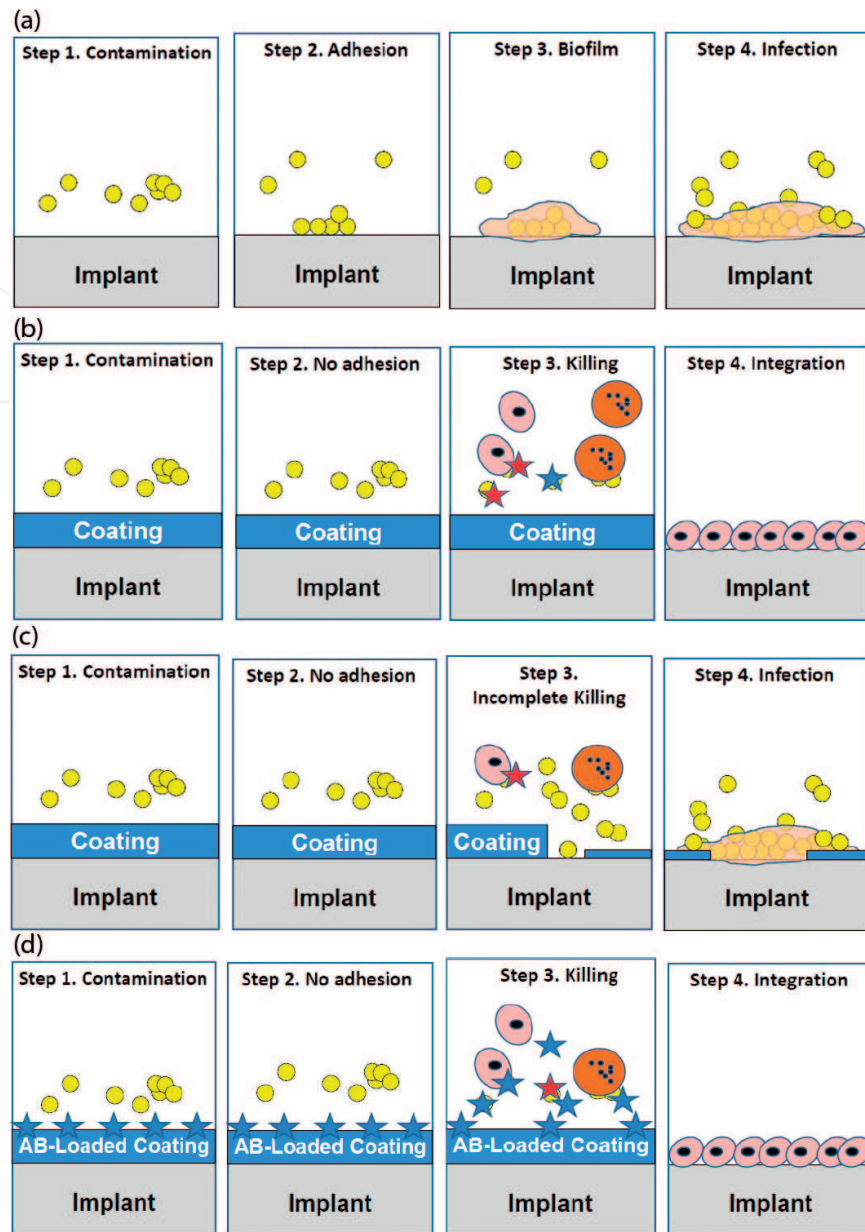 (a)
Step 1. Contamination
Implant
Step 2. Adhesion
Implant
Step 3. Biofilm
Implant
Step 4. Infection
Implant
(b)
Step 1. Contamination
Coating
Implant
Step 2. No adhesion
Coating
Implant
Step 3. Killing
Coating
Implant
Step 4. Integration
Implant
(c)
Step 1. Contamination
Coating
Implant
Step 2. No adhesion
Coating
Implant
Step 3.
Incomplete Killing
Coating
Implant
Step 4. Infection
Implant
(d)
Step 1. Contamination
AB-Loaded Coating
Implant
Step 2. No adhesion
AB-Loaded Coating
Implant
Step 3. Killing
AB-Loaded Coating
Implant
Step 4. Integration
Implant